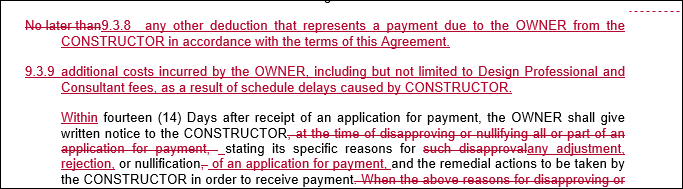 No later than9.3.8 any other deduction that represents a payment due to the OWNER from the
CONSTRUCTOR in accordance with the terms of this Agreement.
9.3.9 additional costs incurred by the OWNER, including but not limited to Design Professional and
Consultant fees, as a result of schedule delays caused by CONSTRUCTOR.
Within fourteen (14) Days after receipt of an application for payment, the OWNER shall give
written notice to the CONSTRUCTOR, at the time of disapproving or nullifying all or part of an
application for payment, stating its specific reasons for such disapprovalany adjustment,
rejection, or nullification, of an application for payment, and the remedial actions to be taken by
the CONSTRUCTOR in order to receive payment. When the above reasons for disapproving or